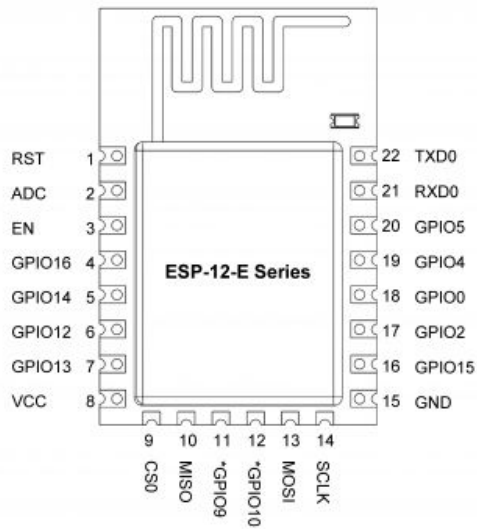 RST 1 22 TXD0
ADC 2 21 RXD0
EN 3 20 GPIO5
GPIO16 4 19 GPIO4
ESP-12-E Series
GPIO14 5 18 GPIO0
GPIO12 6 17 GPIO2
GPIO13 7 16 GPIO15
VCC 8 15 GND
9 10 11 12 13 14
CS0
MISO
*GPIO9
*GPIO10
MOSI
SCLK